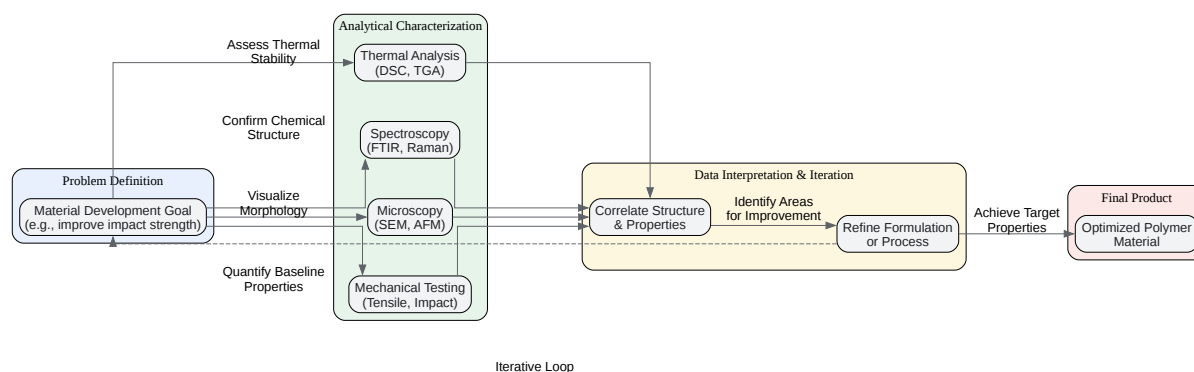 Analytical Characterization
Assess Thermal
Stability
Thermal Analysis
(DSC, TGA)
Confirm Chemical
Structure
Spectroscopy
(FTIR, Raman)
Problem Definition
Material Development Goal
(e.g., improve impact strength)
Visualize
Morphology
Microscopy
(SEM, AFM)
Quantify Baseline
Properties
Mechanical Testing
(Tensile, Impact)
Data Interpretation & Iteration
Correlate Structure
& Properties
Identify Areas
for Improvement
Refine Formulation
or Process
Achieve Target
Properties
Final Product
Optimized Polymer
Material
Iterative Loop